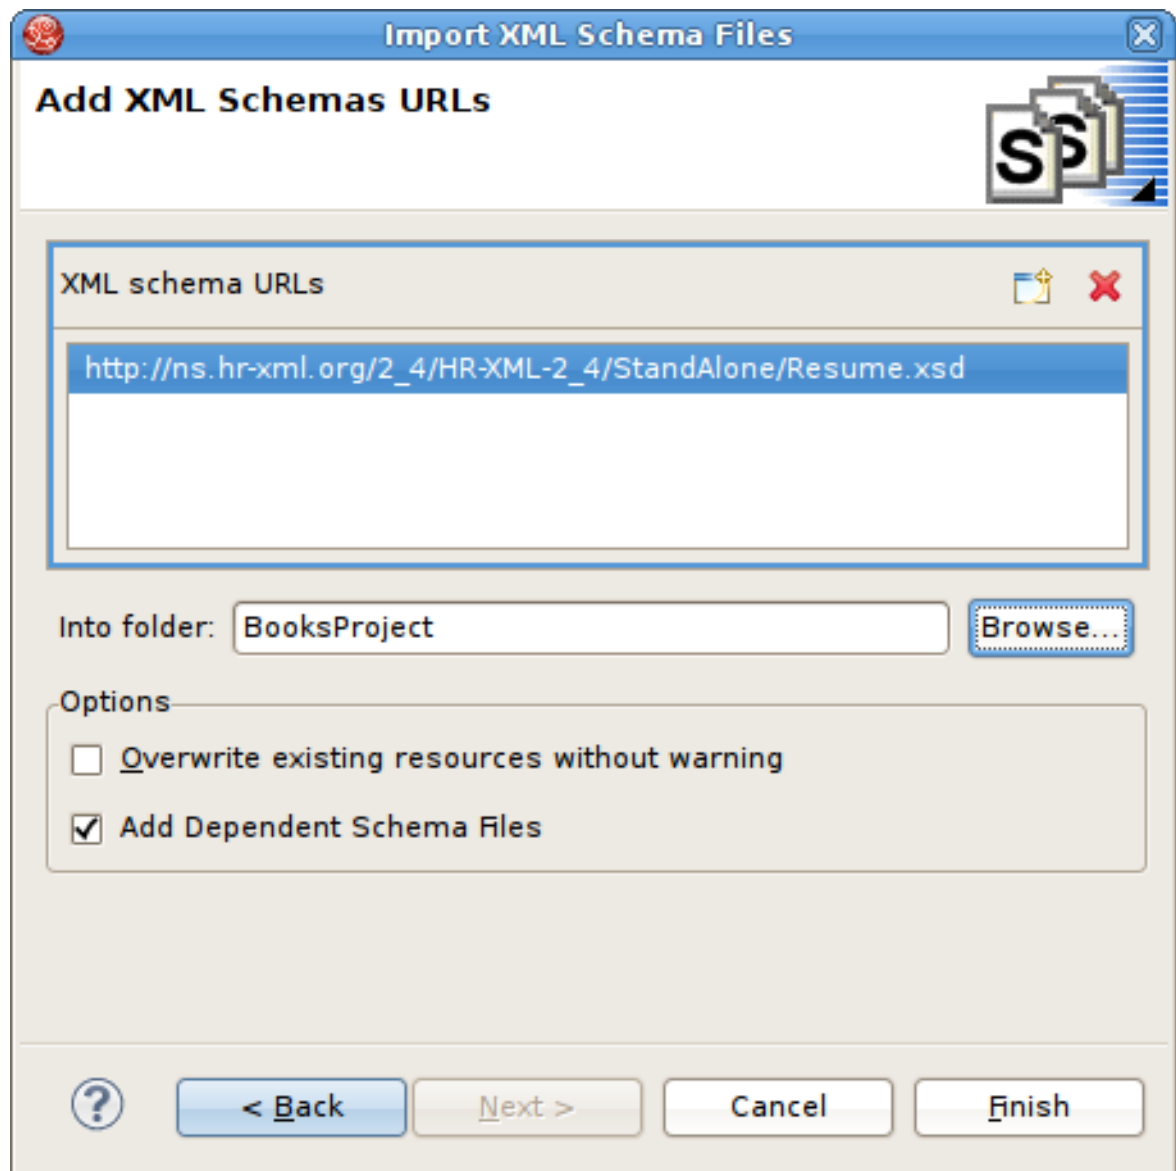 Import XML Schema Files
Add XML Schemas URLs
S S
XML schema URLs
http://ns.hr-xml.org/2_4/HR-XML-2_4/StandAlone/Resume.xsd
Into folder: BooksProject Browse...
Options
Overwrite existing resources without warning
Add Dependent Schema Files
? < Back Next > Cancel Finish